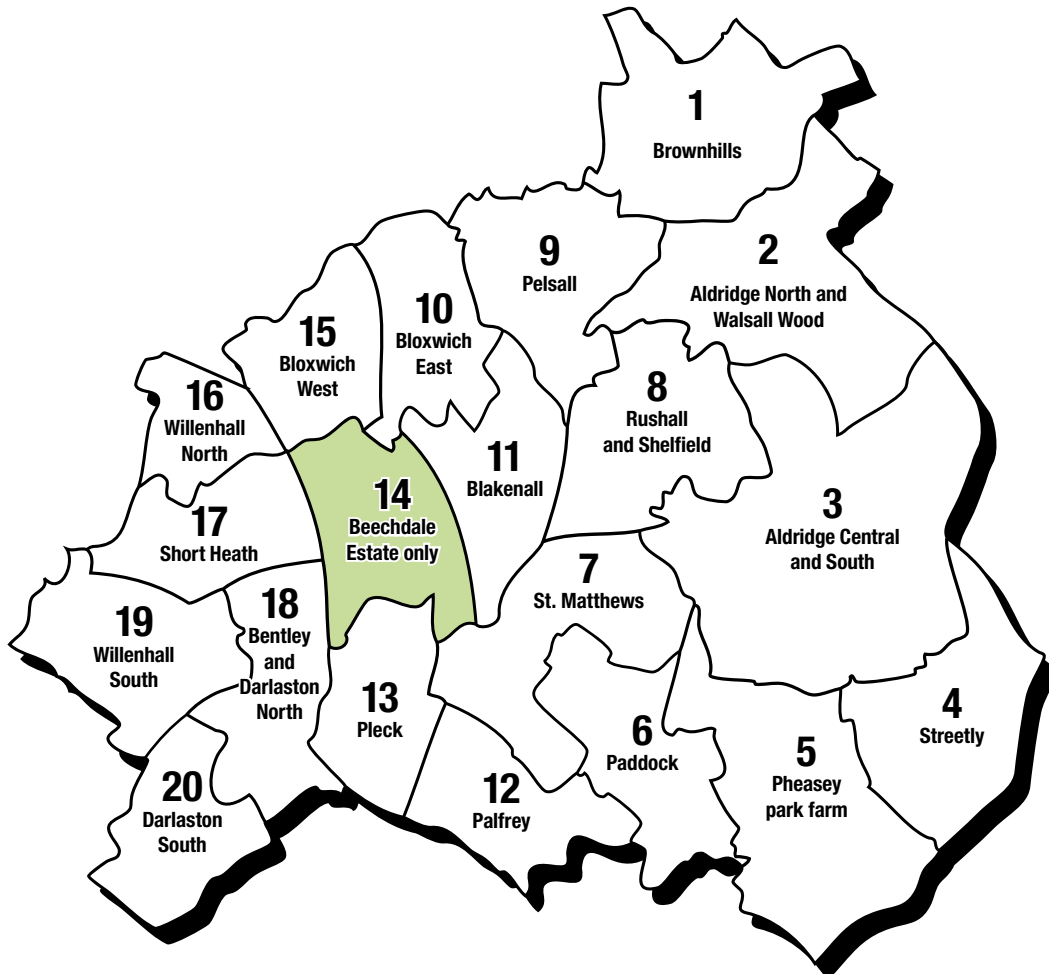 1
Brownhills
2
Aldridge North and
Walsall Wood
9
Pelsall
10
Bloxwich
East
15
Bloxwich
West
8
Rushall
and Shelfield
16
Willenhall
North
11
Blakenall
14
Beechdale
Estate only
3
Aldridge Central
and South
17
Short Heath
7
St. Matthews
18
Bentley
and
Darlaston
North
19
Willenhall
South
13
Pleck
6
Paddock
4
Streetly
5
Pheasey
park farm
20
Darlaston
South
12
Palfrey